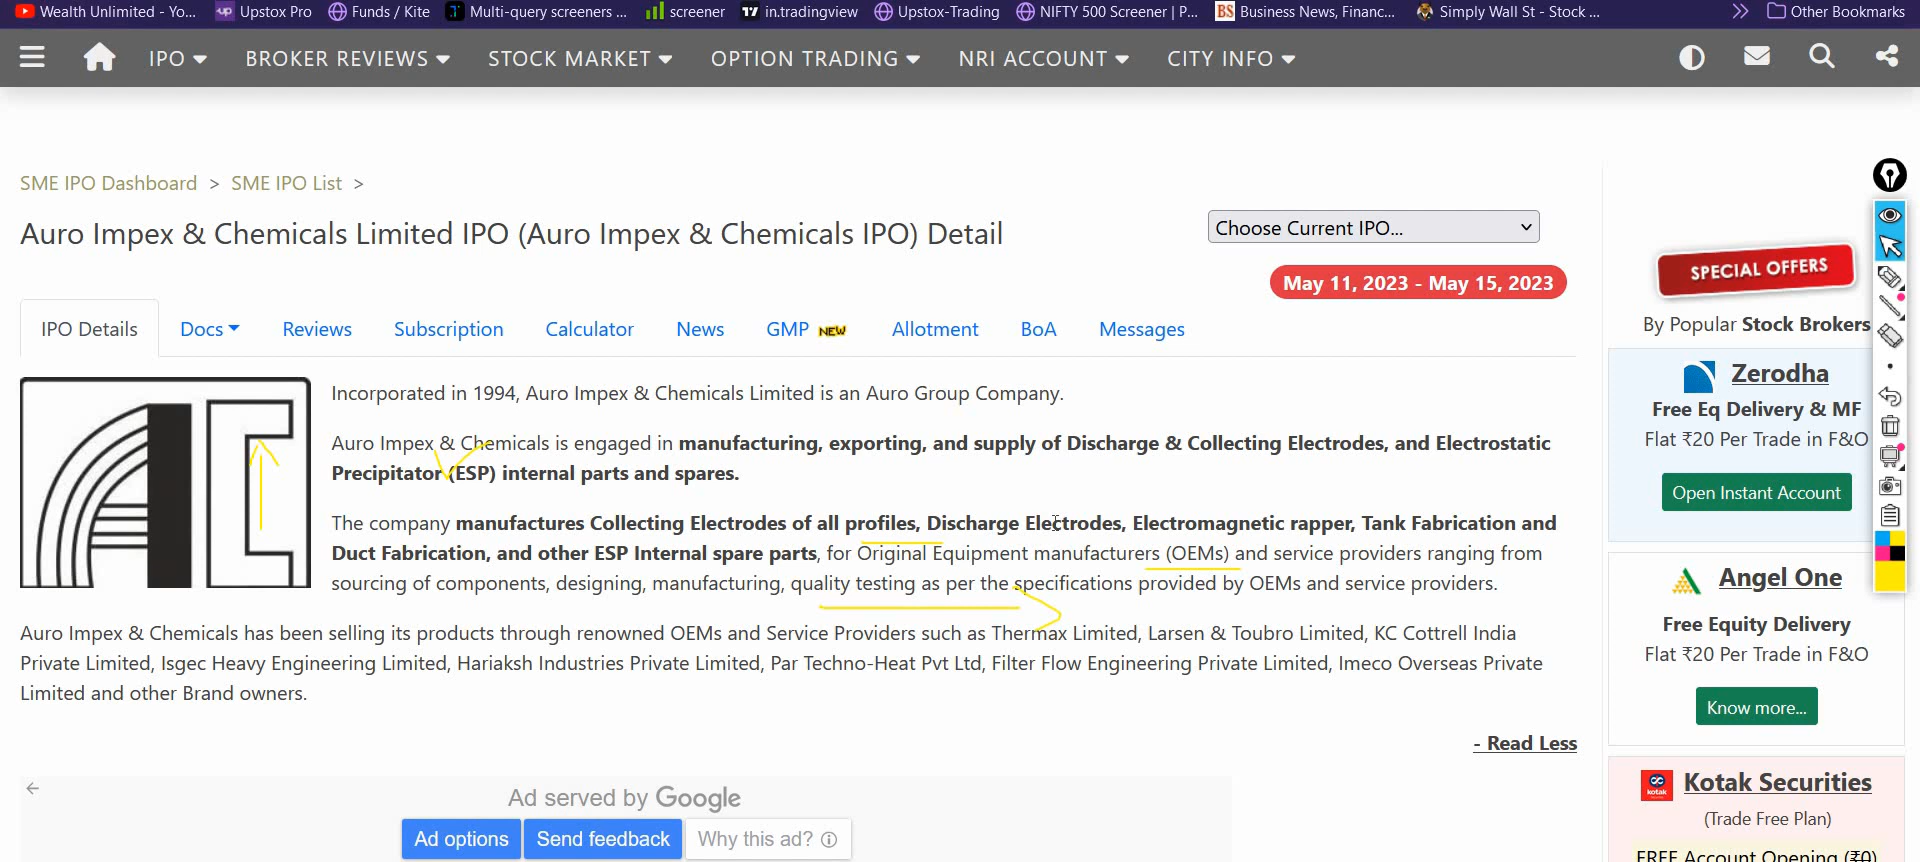 Wealth Unlimited - Yo...
Upstox Pro
Funds / Kite
Multi-query screeners ...
screener
in.tradingview
Upstox-Trading
NIFTY 500 Screener | P...
BS Business News, Financ...
Simply Wall St - Stock ...
Other Bookmarks
IPO
BROKER REVIEWS
STOCK MARKET
OPTION TRADING
NRI ACCOUNT
CITY INFO
SME IPO Dashboard > SME IPO List >
Auro Impex & Chemicals Limited IPO (Auro Impex & Chemicals IPO) Detail
Choose Current IPO...
May 11, 2023 - May 15, 2023
IPO Details
Docs
Reviews
Subscription
Calculator
News
GMP NEW
Allotment
BoA
Messages
Incorporated in 1994, Auro Impex & Chemicals Limited is an Auro Group Company.
Auro Impex & Chemicals is engaged in manufacturing, exporting, and supply of Discharge & Collecting Electrodes, and Electrostatic
Precipitator (ESP) internal parts and spares.
The company manufactures Collecting Electrodes of all profiles, Discharge Electrodes, Electromagnetic rapper, Tank Fabrication and
Duct Fabrication, and other ESP Internal spare parts, for Original Equipment manufacturers (OEMs) and service providers ranging from
sourcing of components, designing, manufacturing, quality testing as per the specifications provided by OEMs and service providers.
Auro Impex & Chemicals has been selling its products through renowned OEMs and Service Providers such as Thermax Limited, Larsen & Toubro Limited, KC Cottrell India
Private Limited, Isgec Heavy Engineering Limited, Hariaksh Industries Private Limited, Par Techno-Heat Pvt Ltd, Filter Flow Engineering Private Limited, Imeco Overseas Private
Limited and other Brand owners.
- Read Less
Ad served by Google
Ad options
Send feedback
Why this ad?
SPECIAL OFFERS
By Popular Stock Brokers
Zerodha
Free Eq Delivery & MF
Flat ₹20 Per Trade in F&O
Open Instant Account
Angel One
Free Equity Delivery
Flat ₹20 Per Trade in F&O
Know more...
kotak
Kotak Securities
(Trade Free Plan)
FREE Account Opening (₹0)